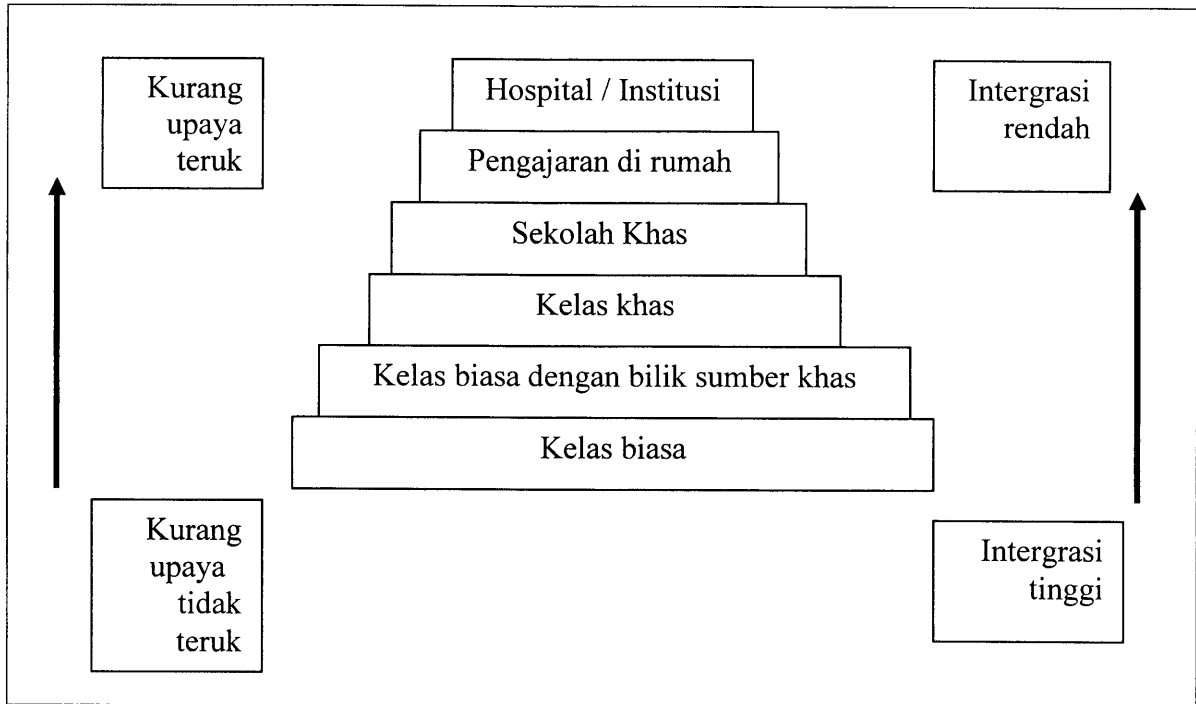 Kurang
upaya
teruk
Hospital / Institusi
Intergrasi
rendah
Pengajaran di rumah
Sekolah Khas
Kelas khas
Kelas biasa dengan bilik sumber khas
Kelas biasa
Kurang
upaya
tidak
teruk
Intergrasi
tinggi